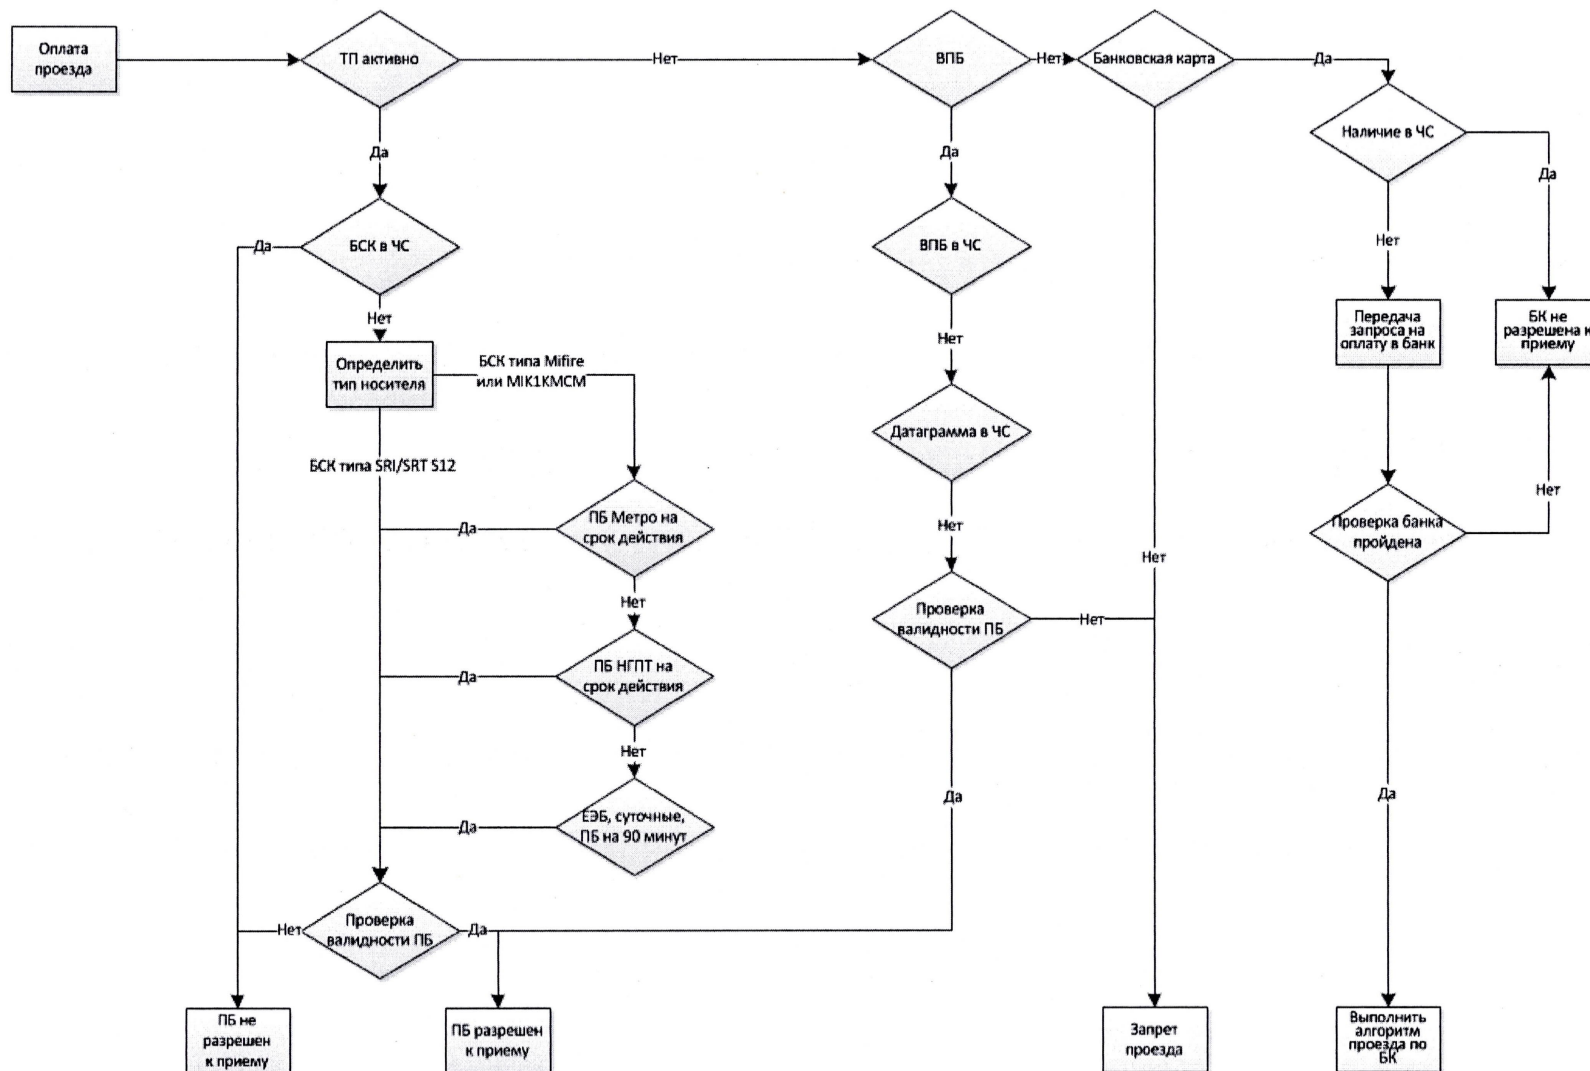 Оплата
проезда
ТП активно
Нет
ВПБ
Нет
Банковская карта
Да
Наличие в ЧС
Да
Да
Да
Нет
Да
БСК в ЧС
ВПБ в ЧС
Нет
Нет
Передача
запроса на
оплату в банк
БК не
разрешена к
приему
Определить
тип носителя
БСК типа Mifire
или MIK1KMCM
Датаграмма в ЧС
БСК типа SRI/SRT 512
Нет
Нет
ПБ Метро на
срок действия
Да
Проверка банка
пройдена
Нет
Нет
Проверка
валидности ПБ
Нет
ПБ НГПТ на
срок действия
Да
Нет
Да
Да
ЕЭБ, суточные,
ПБ на 90 минут
Да
Проверка
валидности ПБ
Нет
Да
ПБ не
разрешен
к приему
ПБ разрешен
к приему
Запрет
проезда
Выполнить
алгоритм
проезда по
БК